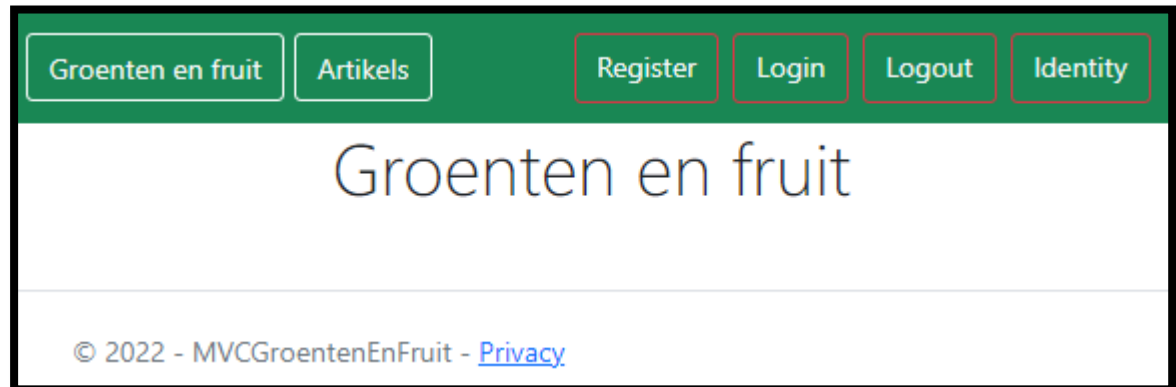 Groenten en fruit Artikels Register Login Logout Identity
Groenten en fruit
© 2022 - MVCGroentenEnFruit - Privacy